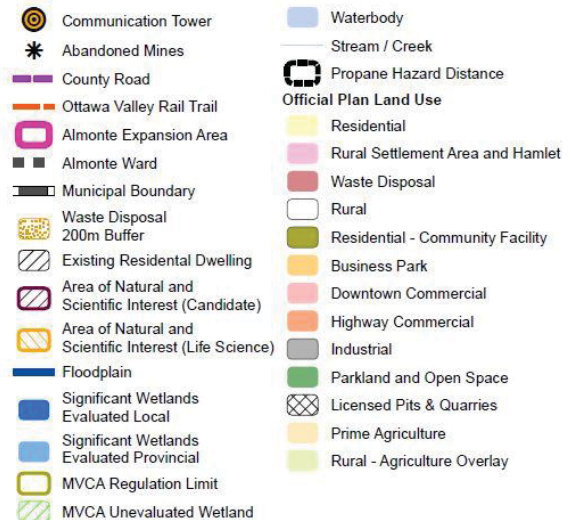 Communication Tower
Abandoned Mines
County Road
Ottawa Valley Rail Trail
Almonte Expansion Area
Almonte Ward
Municipal Boundary
Waste Disposal
200m Buffer
Existing Residental Dwelling
Area of Natural and
Scientific Interest (Candidate)
Area of Natural and
Scientific Interest (Life Science)
Floodplain
Significant Wetlands
Evaluated Local
Significant Wetlands
Evaluated Provincial
MVCA Regulation Limit
MVCA Unevaluated Wetland
Waterbody
Stream / Creek
Propane Hazard Distance
Official Plan Land Use
Residential
Rural Settlement Area and Hamlet
Waste Disposal
Rural
Residential - Community Facility
Business Park
Downtown Commercial
Highway Commercial
Industrial
Parkland and Open Space
Licensed Pits & Quarries
Prime Agriculture
Rural - Agriculture Overlay